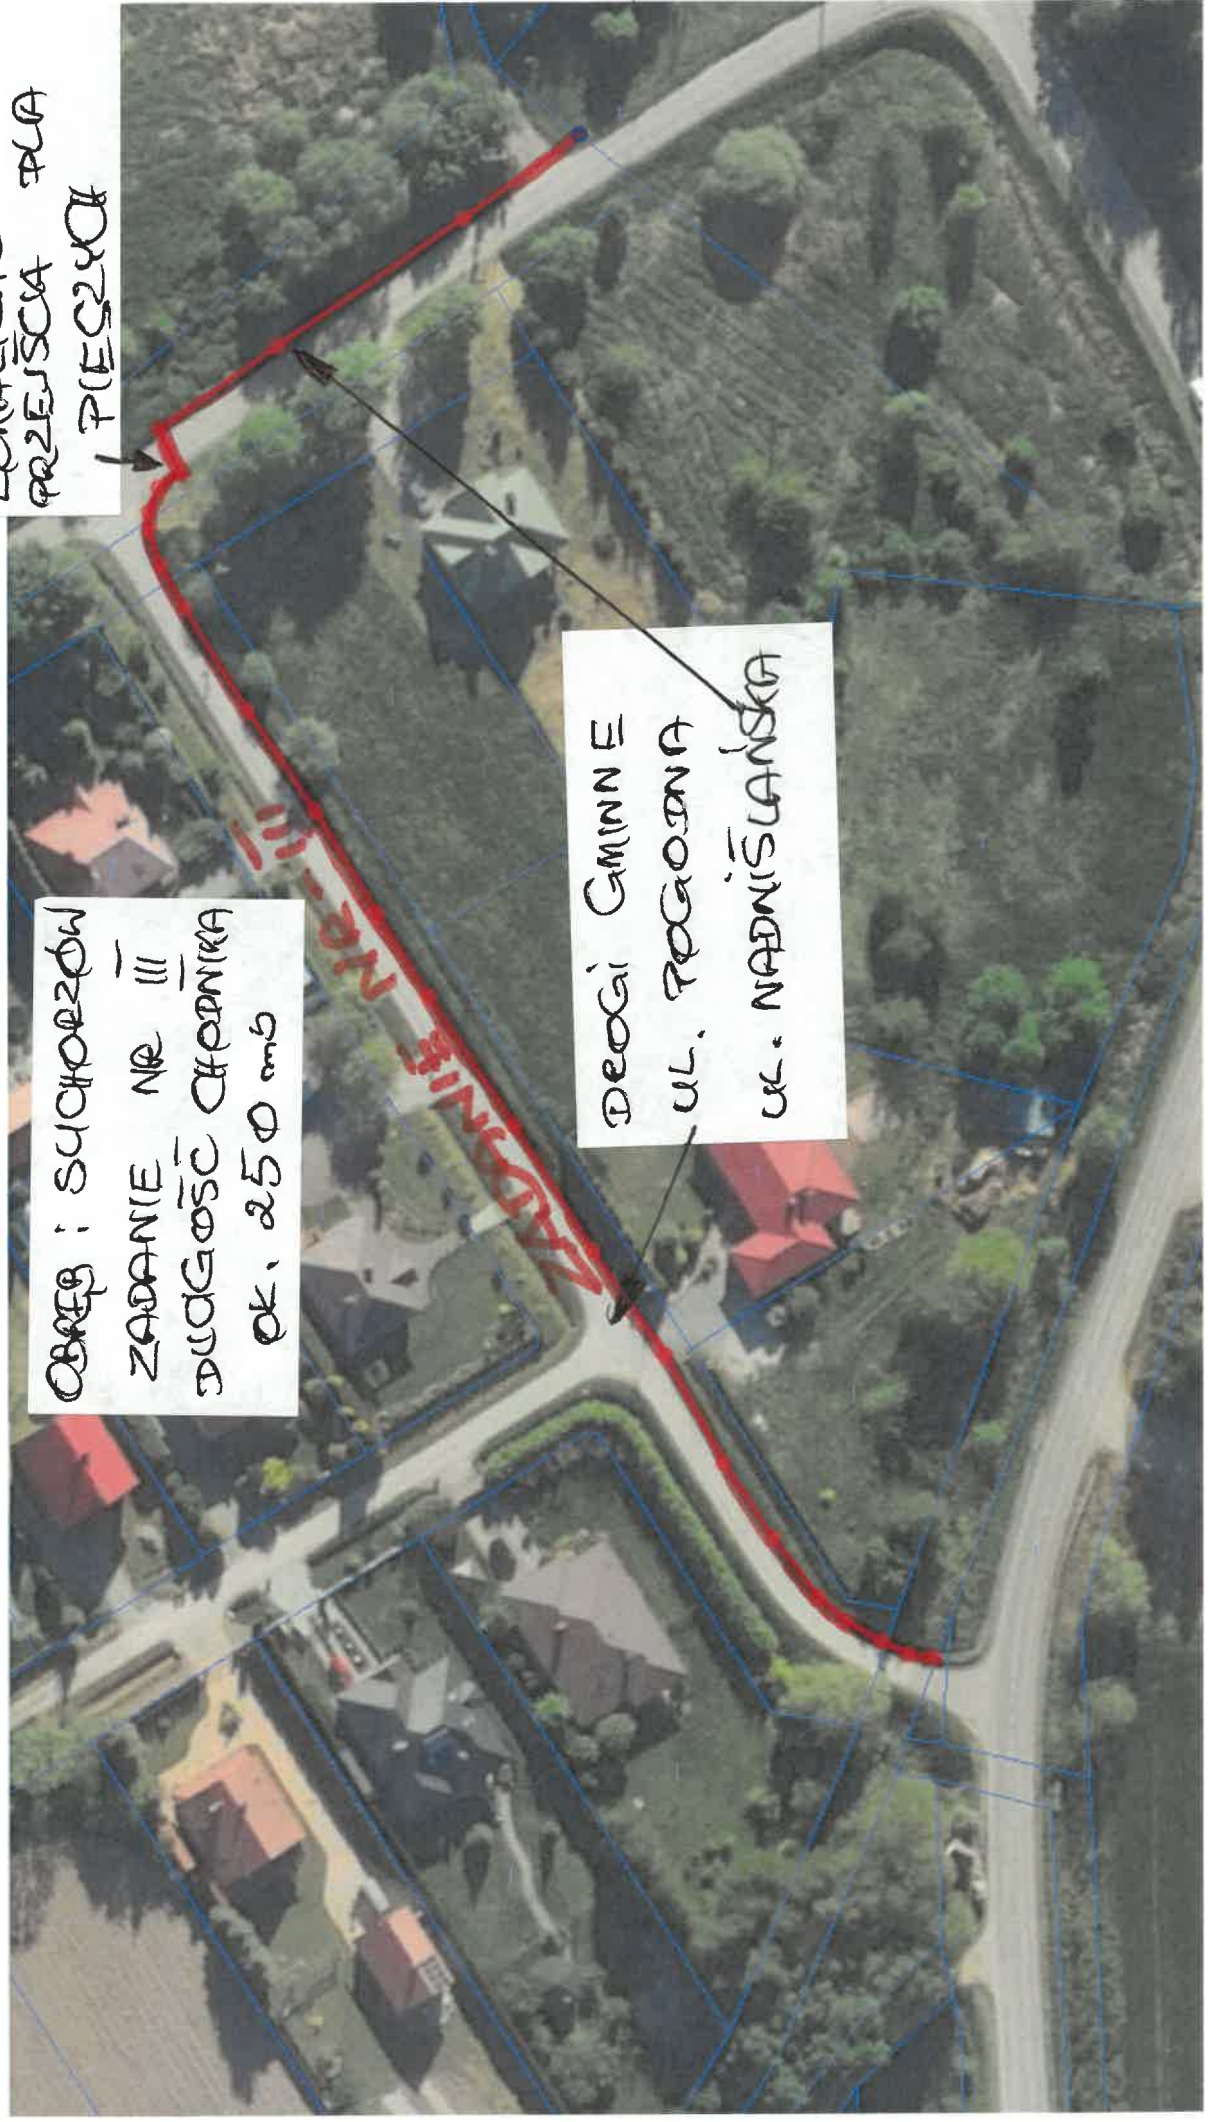 PRZEJŚCIA DLA
PIESZYCH
OBRĘB : SUCHORZÓW
ZADANIE NR III
DŁUGOŚĆ CHODNIKA
OK. 250 mb
ZADANIE NR-III
DROGI GMINNE
UL. POGODNA
UL. NADWIŚLAŃSKA